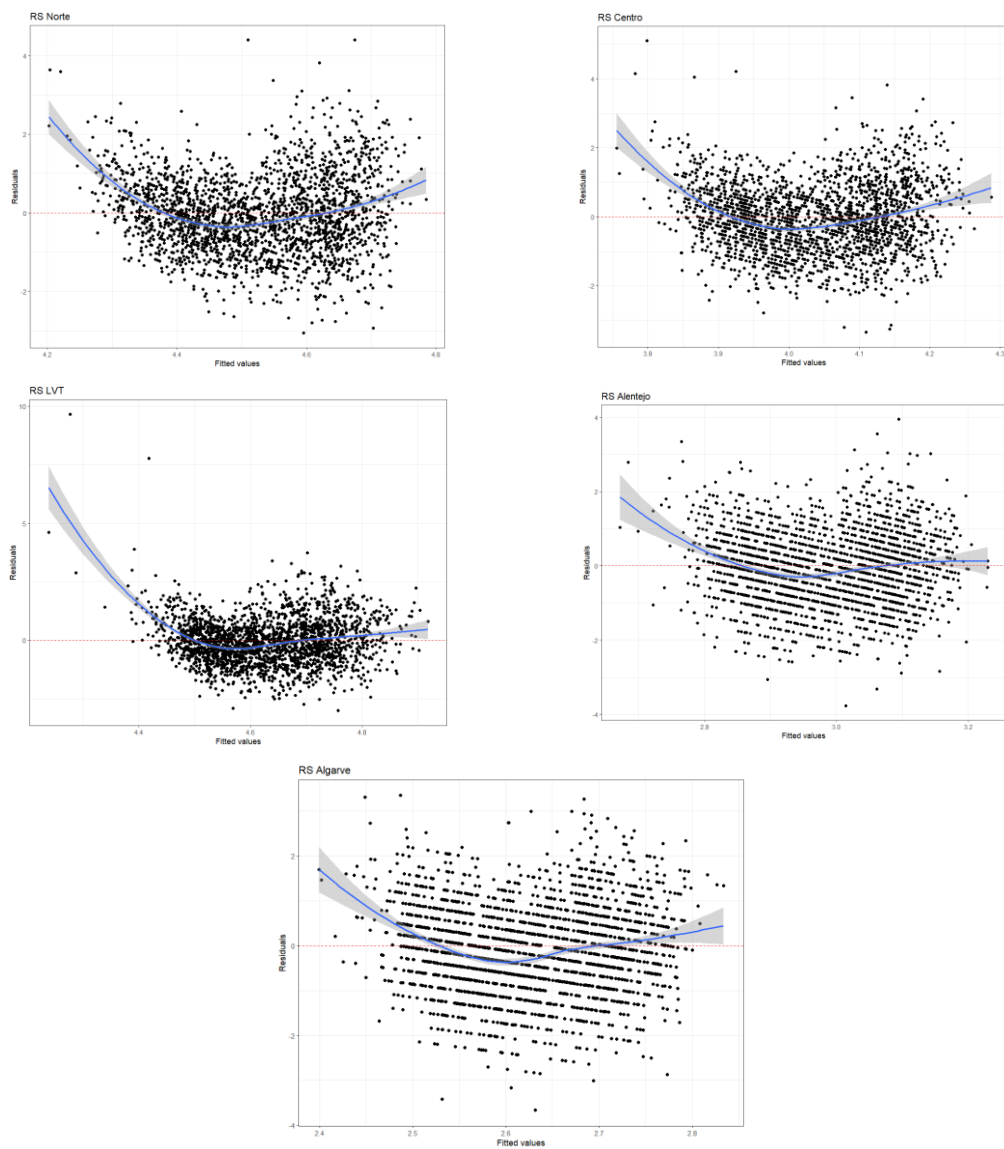 RS Norte
4
2
0
-2
Residuals
4.2 4.4 4.6 4.8
Fitted values
RS Centro
4
2
0
-2
Residuals
3.8 3.9 4.0 4.1 4.2 4.3
Fitted values
RS LVT
10
5
0
Residuals
4.4 4.6 4.8
Fitted values
RS Alentejo
4
2
0
-2
-4
Residuals
2.8 3.0 3.2
Fitted values
RS Algarve
2
0
-2
-4
Residuals
2.4 2.5 2.6 2.7 2.8
Fitted values